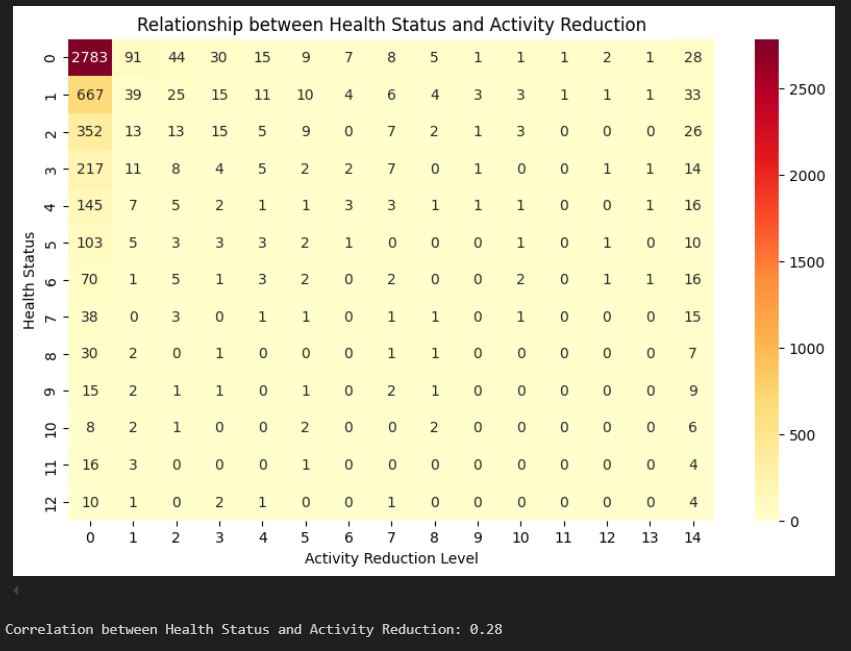 Relationship between Health Status and Activity Reduction
0 2783 91 44 30 15 9 7 8 5 1 1 1 2 1 28
1 667 39 25 15 11 10 4 6 4 3 3 1 1 1 33
2 352 13 13 15 5 9 0 7 2 1 3 0 0 0 26
3 217 11 8 4 5 2 2 7 0 1 0 0 1 1 14
4 145 7 5 2 1 1 3 3 1 1 1 0 0 1 16
5 103 5 3 3 3 2 1 0 0 0 1 0 1 0 10
6 70 1 5 1 3 2 0 2 0 0 2 0 1 1 16
7 38 0 3 0 1 1 0 1 1 0 1 0 0 0 15
8 30 2 0 1 0 0 0 1 1 0 0 0 0 0 7
9 15 2 1 1 0 1 0 2 1 0 0 0 0 0 9
10 8 2 1 0 0 2 0 0 2 0 0 0 0 0 6
11 16 3 0 0 0 1 0 0 0 0 0 0 0 0 4
12 10 1 0 2 1 0 0 1 0 0 0 0 0 0 4
0 1 2 3 4 5 6 7 8 9 10 11 12 13 14
Activity Reduction Level
Health Status
2500
2000
1500
1000
500
0
Correlation between Health Status and Activity Reduction: 0.28